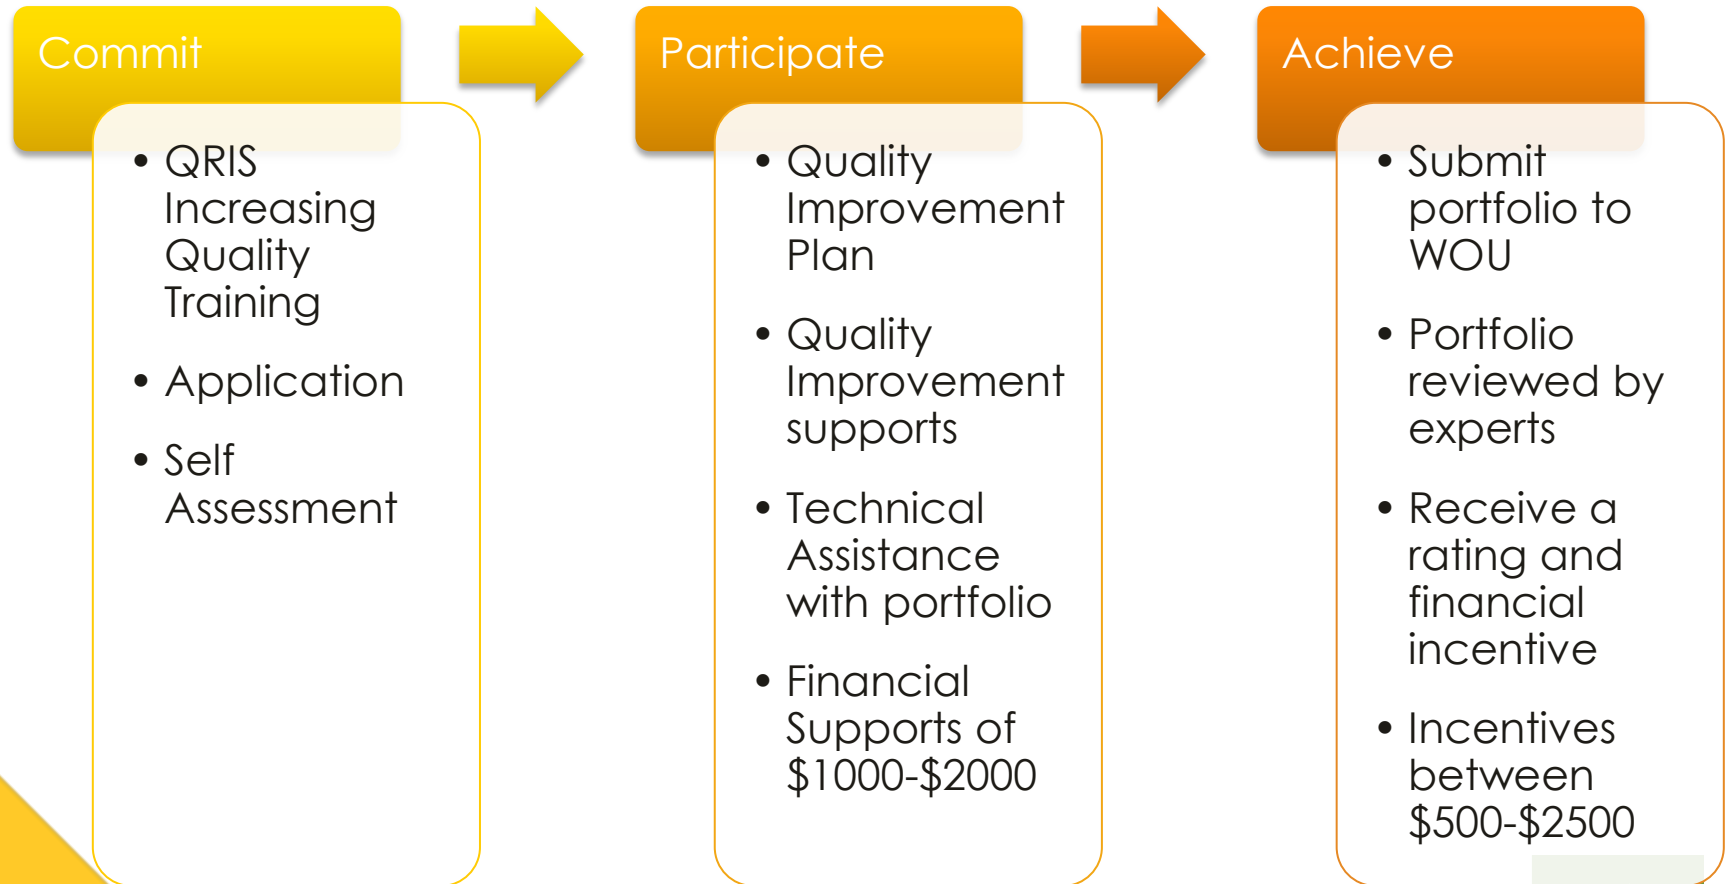 Commit
• QRIS
Increasing
Quality
Training
• Application
• Self
Assessment
Participate
• Quality
Improvement
Plan
• Quality
Improvement
supports
• Technical
Assistance
with portfolio
• Financial
Supports of
$1000-$2000
Achieve
• Submit
portfolio to
WOU
• Portfolio
reviewed by
experts
• Receive a
rating and
financial
incentive
• Incentives
between
$500-$2500